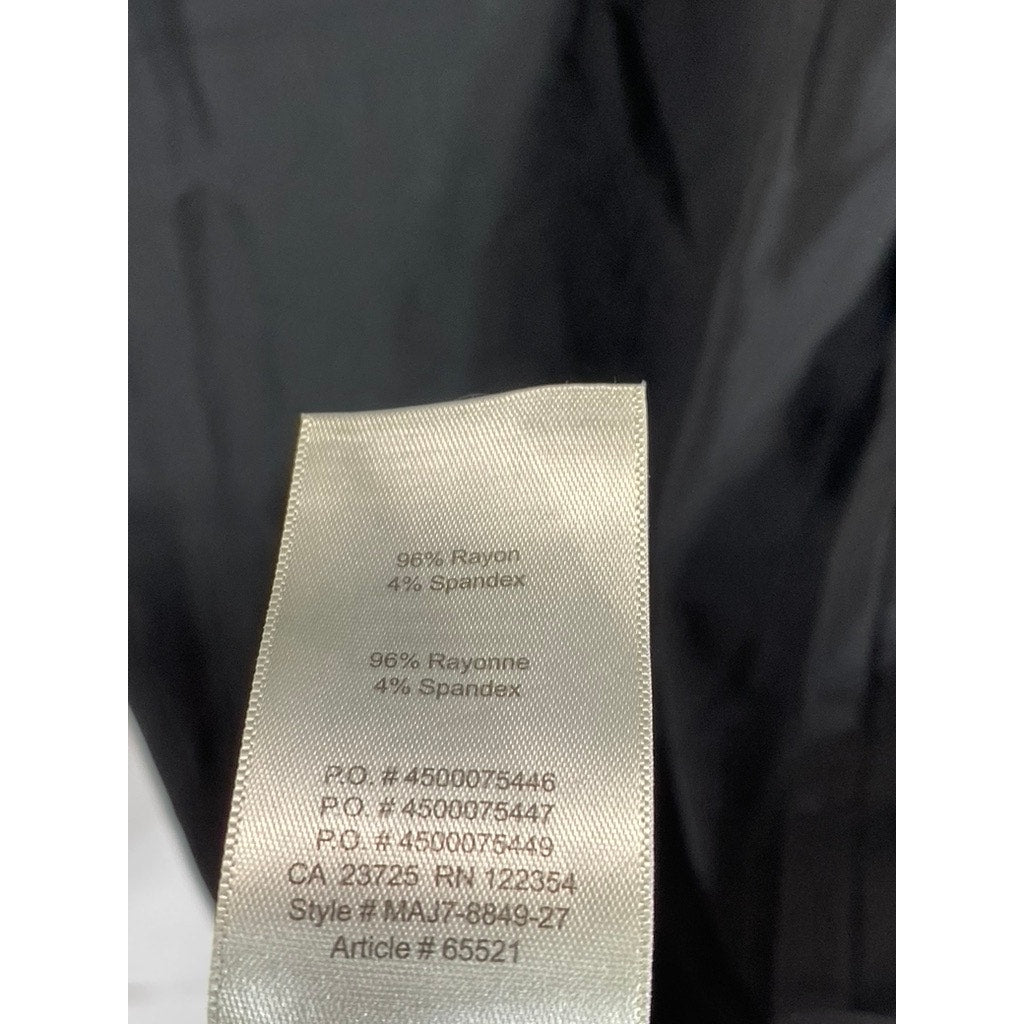 96% Rayon
4% Spandex
96% Rayonne
4% Spandex
P.O. # 4500075446
P.O. # 4500075447
P.O. # 4500075449
CA 23725 RN 122354
Style # MAJ7-8849-27
Article # 65521